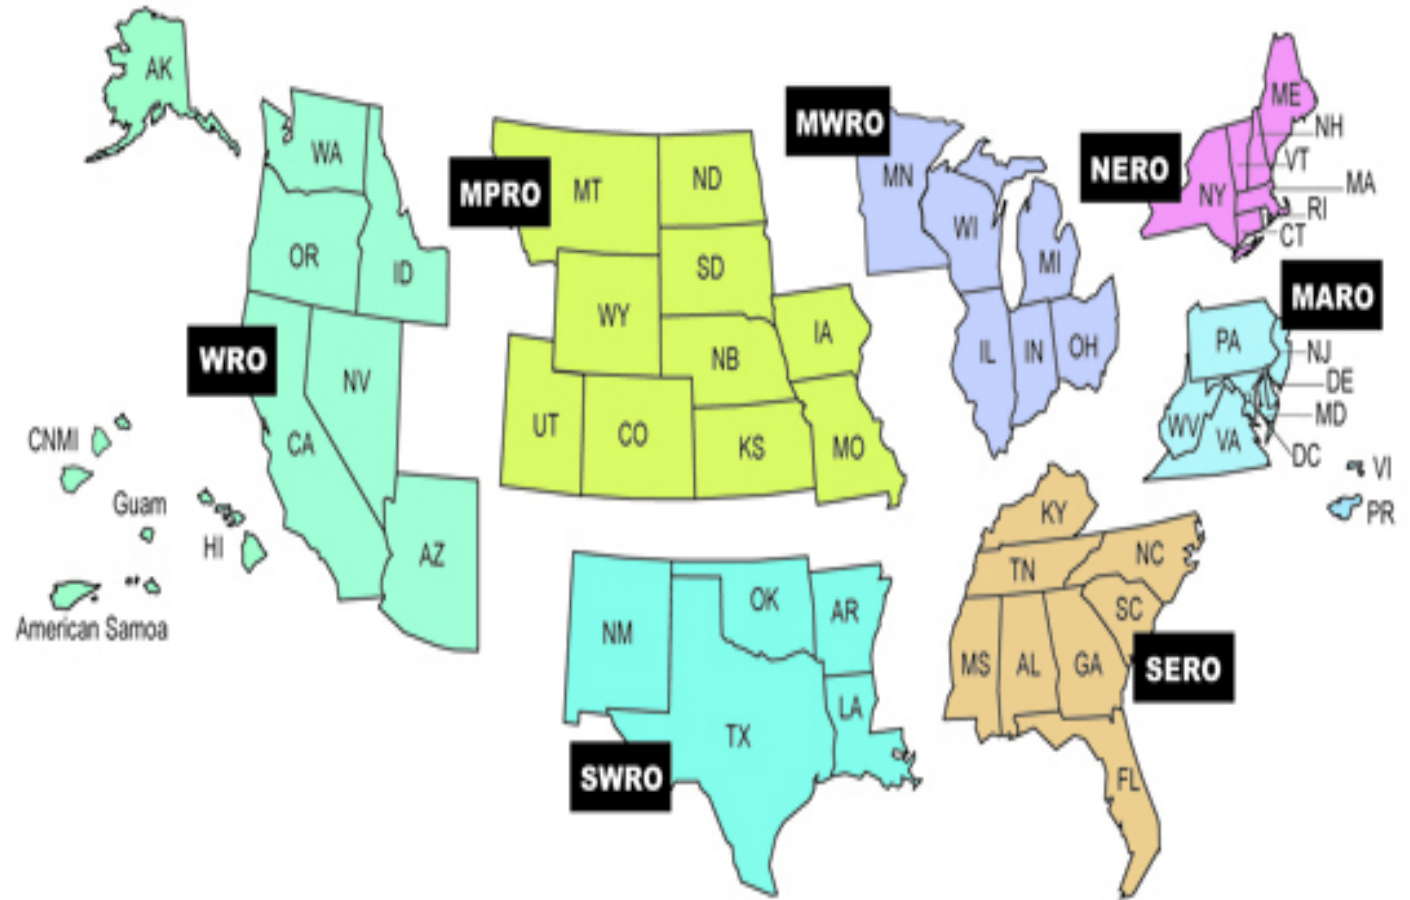 AK
WA
OR
ID
WRO
NV
CA
AZ
CNMI
Guam
HI
American Samoa
MPRO
MT
ND
SD
WY
NB
IA
UT
CO
KS
MO
MWRO
MN
WI
MI
IL
IN
OH
NERO
ME
NH
VT
MA
NY
RI
CT
MARO
PA
NJ
DE
MD
WV
VA
DC
VI
PR
SWRO
NM
OK
AR
TX
LA
KY
TN
NC
SC
MS
AL
GA
SERO
FL